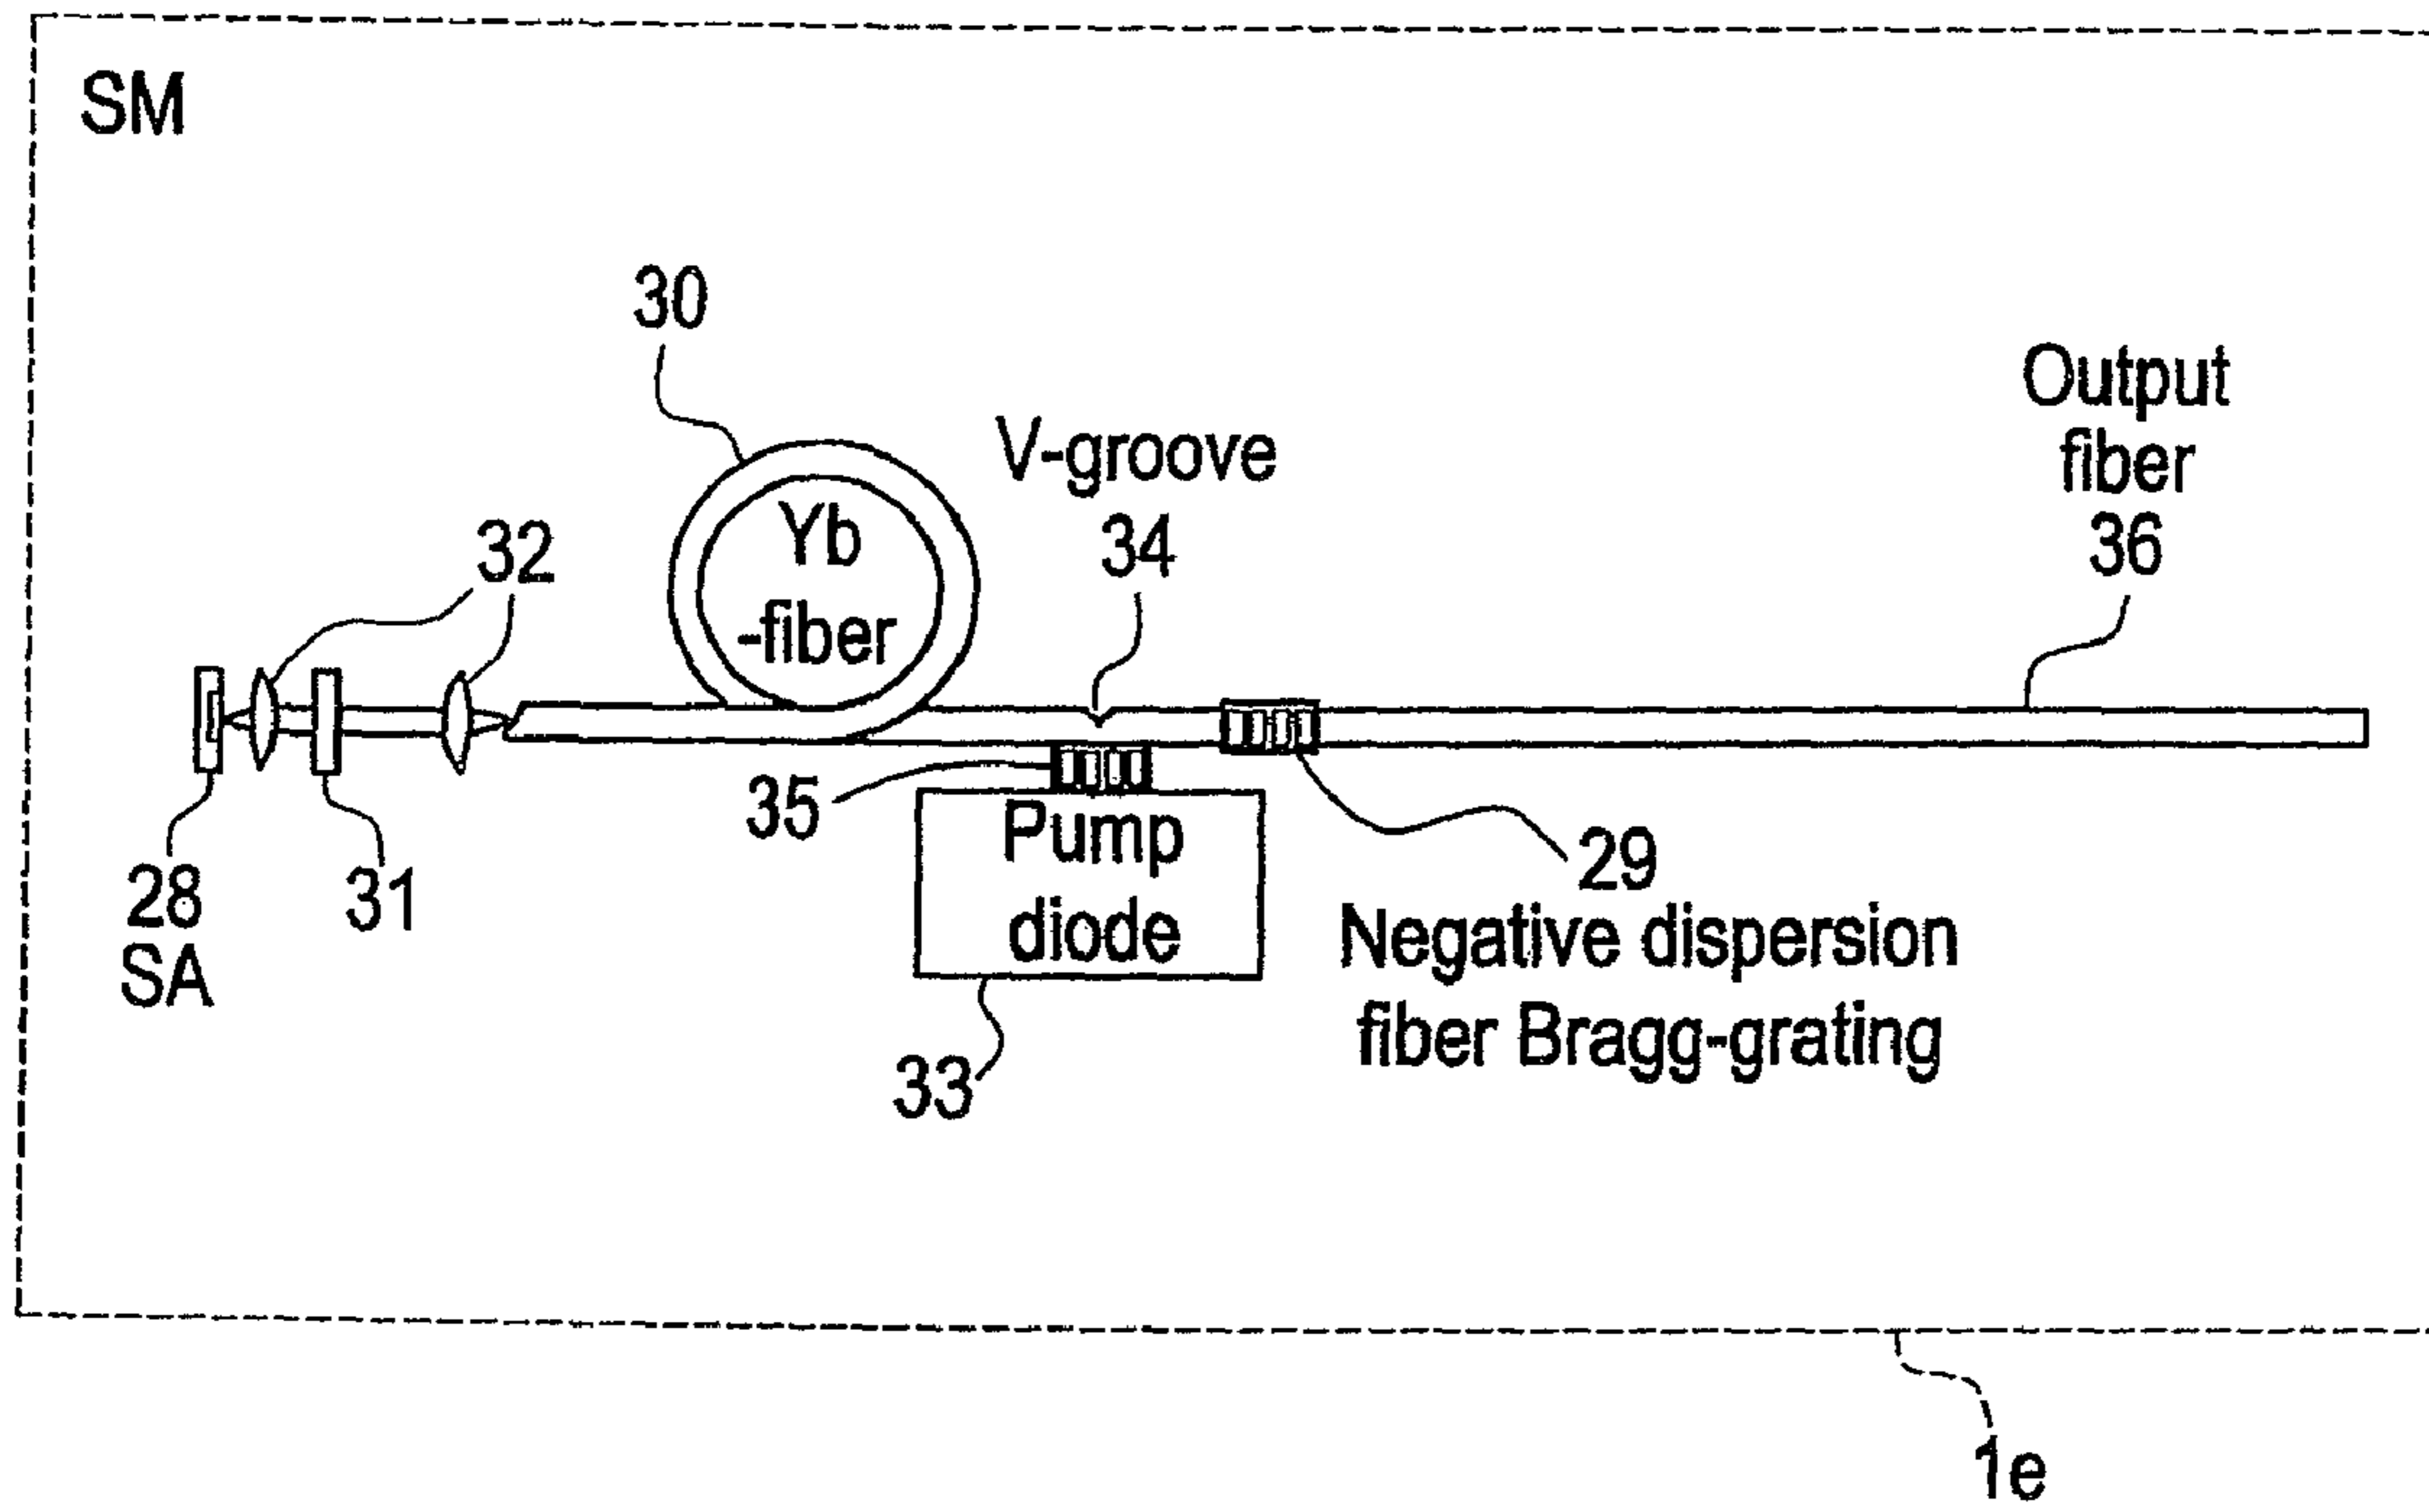 SM
30
V-groove
34
Output
fiber
36
32
Yb
-fiber
35
Pump
diode
28
SA
31
29
Negative dispersion
fiber Bragg-grating
33
1e